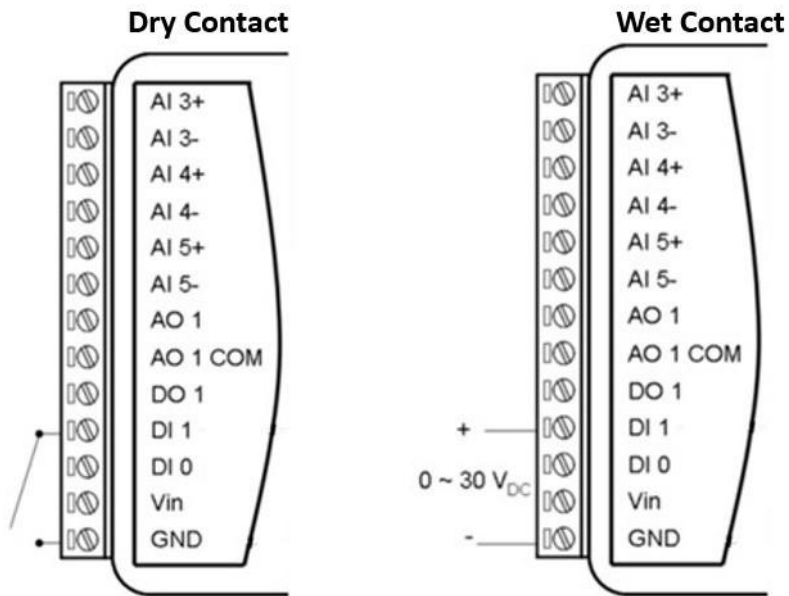 Dry Contact
AI 3+
AI 3-
AI 4+
AI 4-
AI 5+
AI 5-
AO 1
AO 1 COM
DO 1
DI 1
DI 0
Vin
GND
Wet Contact
AI 3+
AI 3-
AI 4+
AI 4-
AI 5+
AI 5-
AO 1
AO 1 COM
DO 1
DI 1
DI 0
Vin
GND
+
0 ~ 30 VDC
-